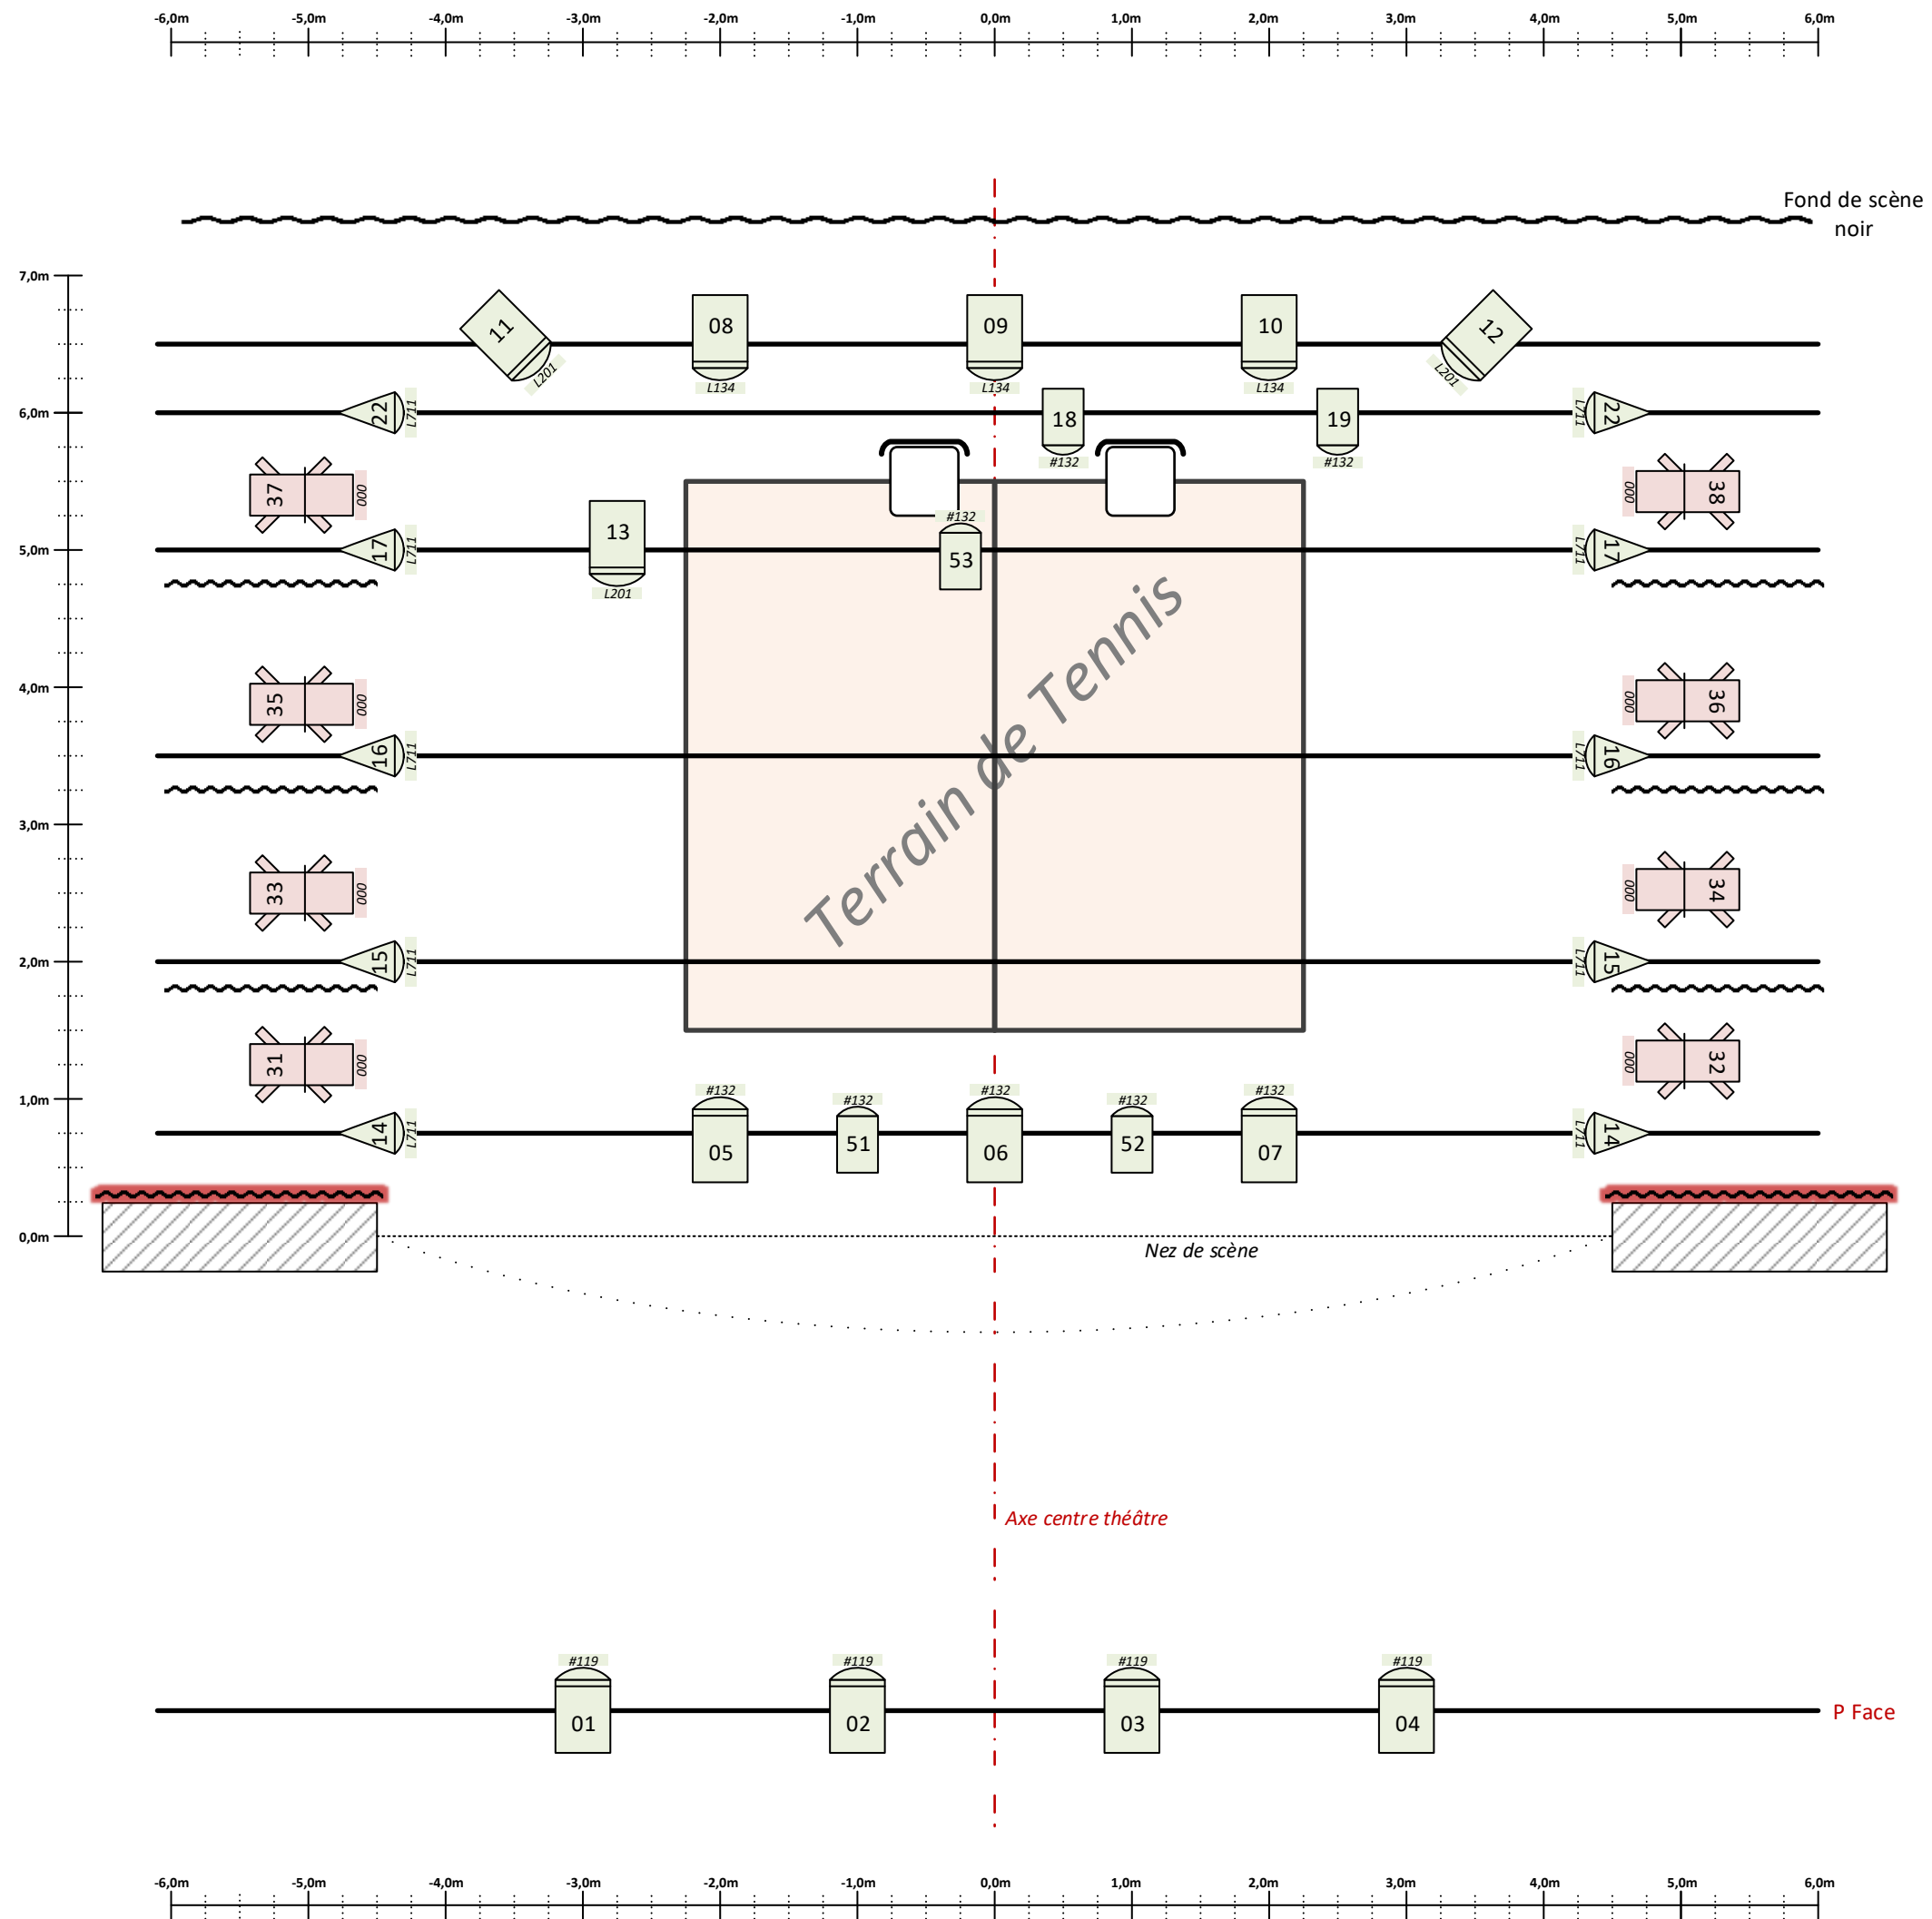 -6,0m -5,0m -4,0m -3,0m -2,0m -1,0m 0,0m 1,0m 2,0m 3,0m 4,0m 5,0m 6,0m
Fond de scène
noir
7,0m
11 08 09 10 12
L201 L134 L134 L134 L201
6,0m
22 L711 18 19 L711 22
#132 #132
37 000 000 38
13 #132
5,0m
17 L711 53 L711 17
L201
Terrain de Tennis
4,0m
35 000 000 36
16 L711 L711 16
3,0m
33 000 000 34
2,0m
15 L711 L711 15
31 000 000 32
1,0m
#132 #132 #132 #132 #132
14 L711 05 51 06 52 07 L711 14
0,0m
Nez de scène
Axe centre théâtre
#119 #119 #119 #119
01 02 03 04
P Face
-6,0m -5,0m -4,0m -3,0m -2,0m -1,0m 0,0m 1,0m 2,0m 3,0m 4,0m 5,0m 6,0m